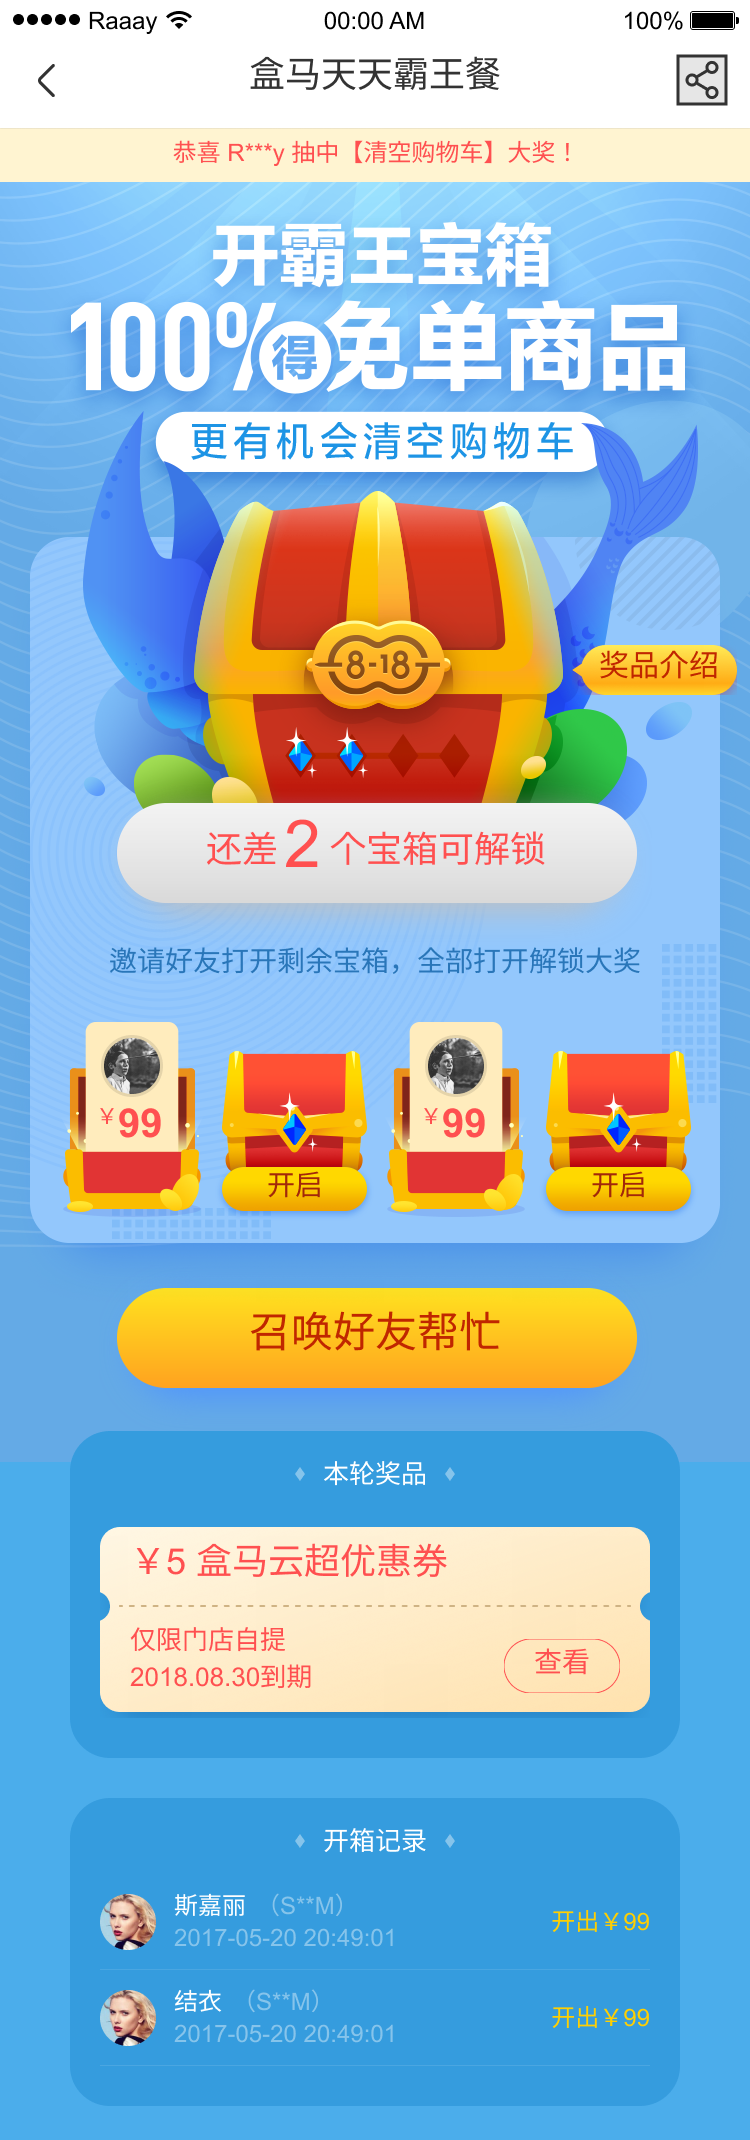 ●●●●● Raaay 00:00 AM 100%
盒马天天霸王餐
恭喜 R***y 抽中【清空购物车】大奖！
开霸王宝箱
100%得免单商品
更有机会清空购物车
8-18
奖品介绍
还差2个宝箱可解锁
邀请好友打开剩余宝箱，全部打开解锁大奖
¥99
开启
¥99
开启
召唤好友帮忙
本轮奖品
￥5 盒马云超优惠券
仅限门店自提
2018.08.30到期
查看
开箱记录
斯嘉丽 （S**M）
2017-05-20 20:49:01
开出￥99
结衣 （S**M）
2017-05-20 20:49:01
开出￥99